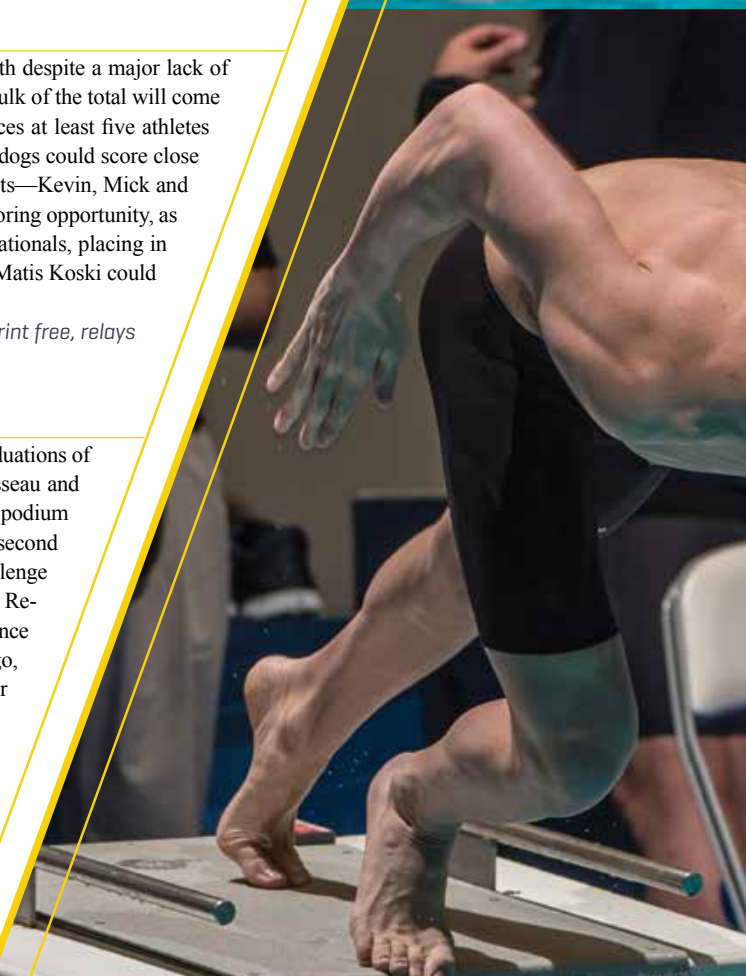 th despite a major lack of
ulk of the total will come
ces at least five athletes
dogs could score close
ts—Kevin, Mick and
oring opportunity, as
ationals, placing in
Matis Koski could
rint free, relays
luations of
sseau and
podium
second
lenge
Re-
nce
go,
r